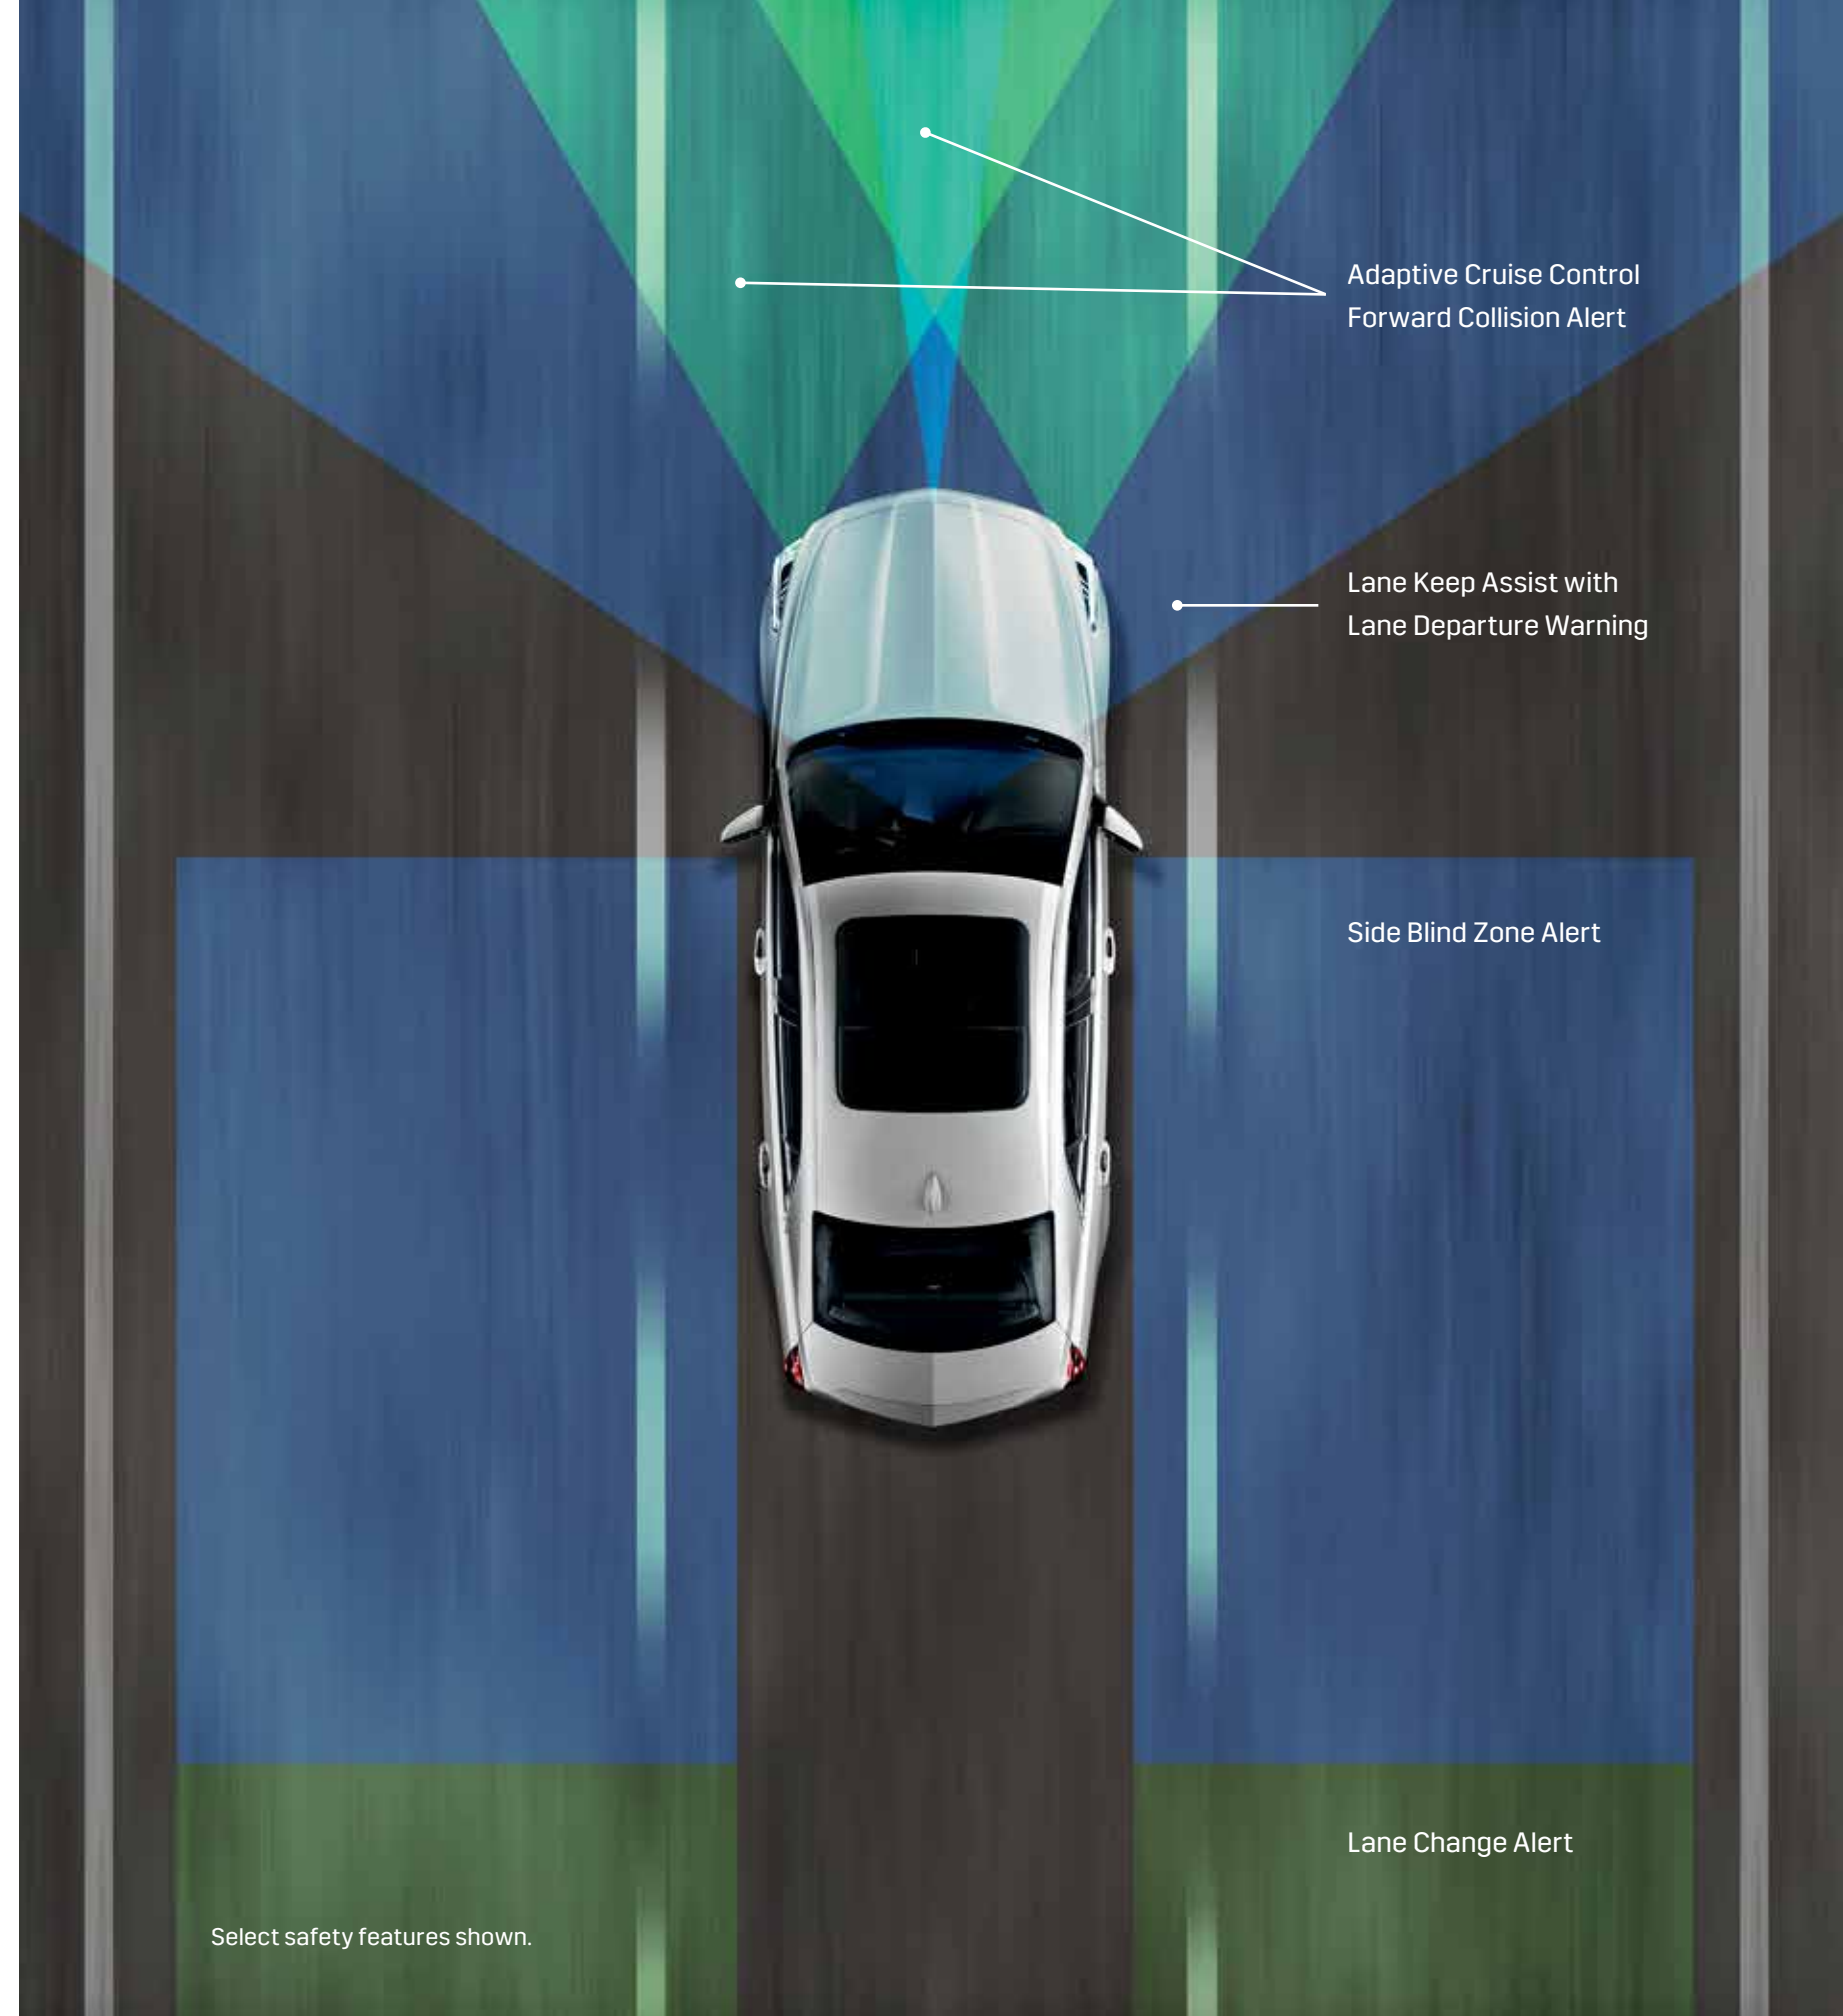 Adaptive Cruise Control
Forward Collision Alert
Lane Keep Assist with
Lane Departure Warning
Side Blind Zone Alert
Lane Change Alert
Select safety features shown.